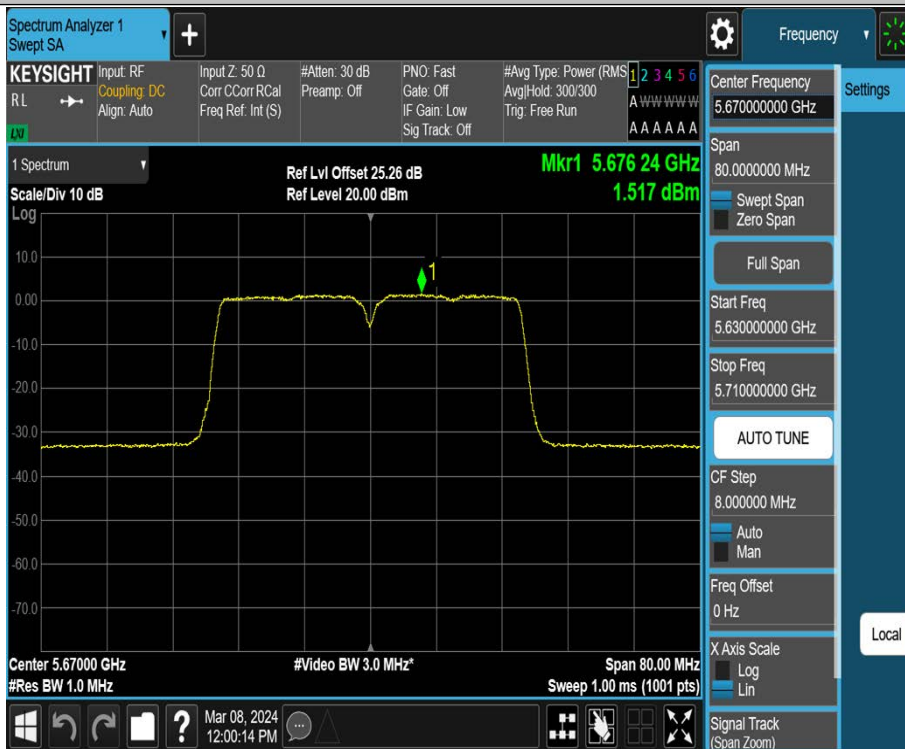 Spectrum Analyzer 1
Swept SA
+
Frequency
KEYSIGHT
RL
LXI
Input: RF
Coupling: DC
Align: Auto
Input Z: 50 Ω
Corr CCorr RCal
Freq Ref: Int (S)
#Atten: 30 dB
Preamp: Off
PNO: Fast
Gate: Off
IF Gain: Low
Sig Track: Off
#Avg Type: Power (RMS
Avg|Hold: 300/300
Trig: Free Run
1 2 3 4 5 6
A W W W W W
A A A A A A
1 Spectrum
Scale/Div 10 dB
Log
Ref Lvl Offset 25.26 dB
Ref Level 20.00 dBm
Mkr1 5.676 24 GHz
1.517 dBm
1
10.0
0.00
-10.0
-20.0
-30.0
-40.0
-50.0
-60.0
-70.0
Center 5.67000 GHz
#Res BW 1.0 MHz
#Video BW 3.0 MHz*
Span 80.00 MHz
Sweep 1.00 ms (1001 pts)
Center Frequency
5.670000000 GHz
Settings
Span
80.0000000 MHz
Swept Span
Zero Span
Full Span
Start Freq
5.630000000 GHz
Stop Freq
5.710000000 GHz
AUTO TUNE
CF Step
8.000000 MHz
Auto
Man
Freq Offset
0 Hz
Local
X Axis Scale
Log
Lin
Signal Track
(Span Zoom)
?
Mar 08, 2024
12:00:14 PM